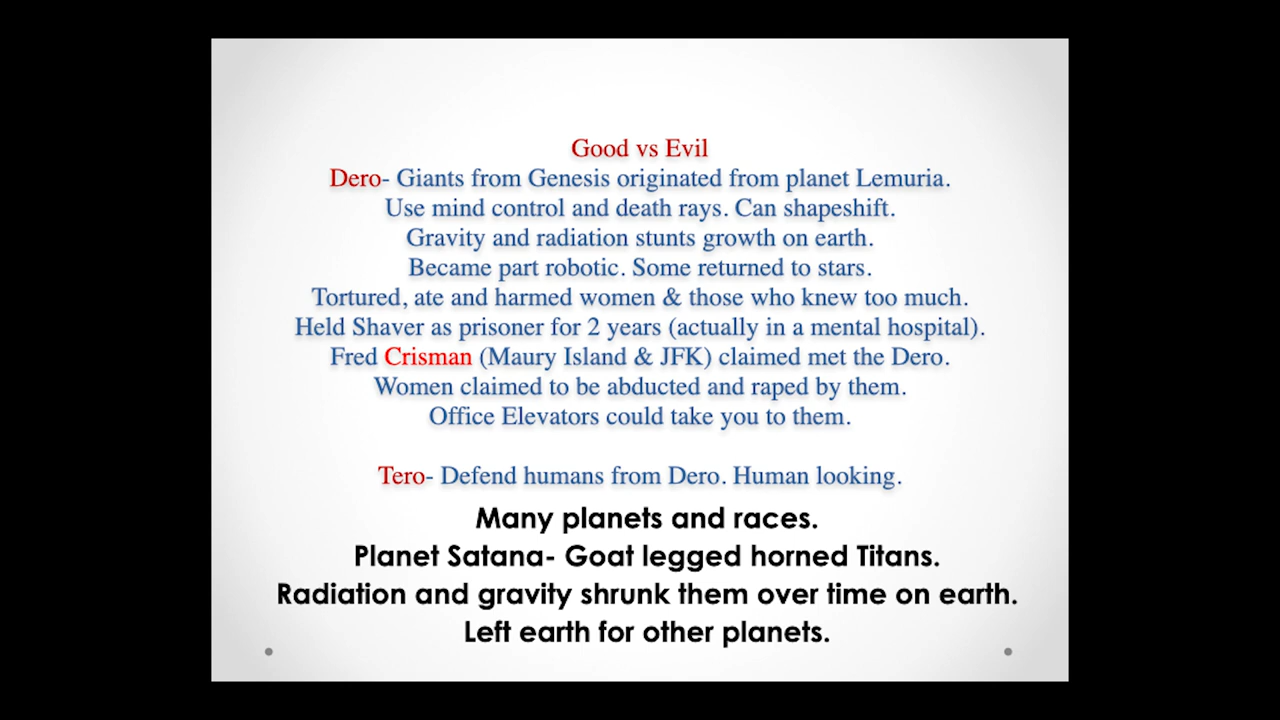 Good vs Evil
Dero- Giants from Genesis originated from planet Lemuria.
Use mind control and death rays. Can shapeshift.
Gravity and radiation stunts growth on earth.
Became part robotic. Some returned to stars.
Tortured, ate and harmed women & those who knew too much.
Held Shaver as prisoner for 2 years (actually in a mental hospital).
Fred Crisman (Maury Island & JFK) claimed met the Dero.
Women claimed to be abducted and raped by them.
Office Elevators could take you to them.
Tero- Defend humans from Dero. Human looking.
Many planets and races.
Planet Satana- Goat legged horned Titans.
Radiation and gravity shrunk them over time on earth.
Left earth for other planets.